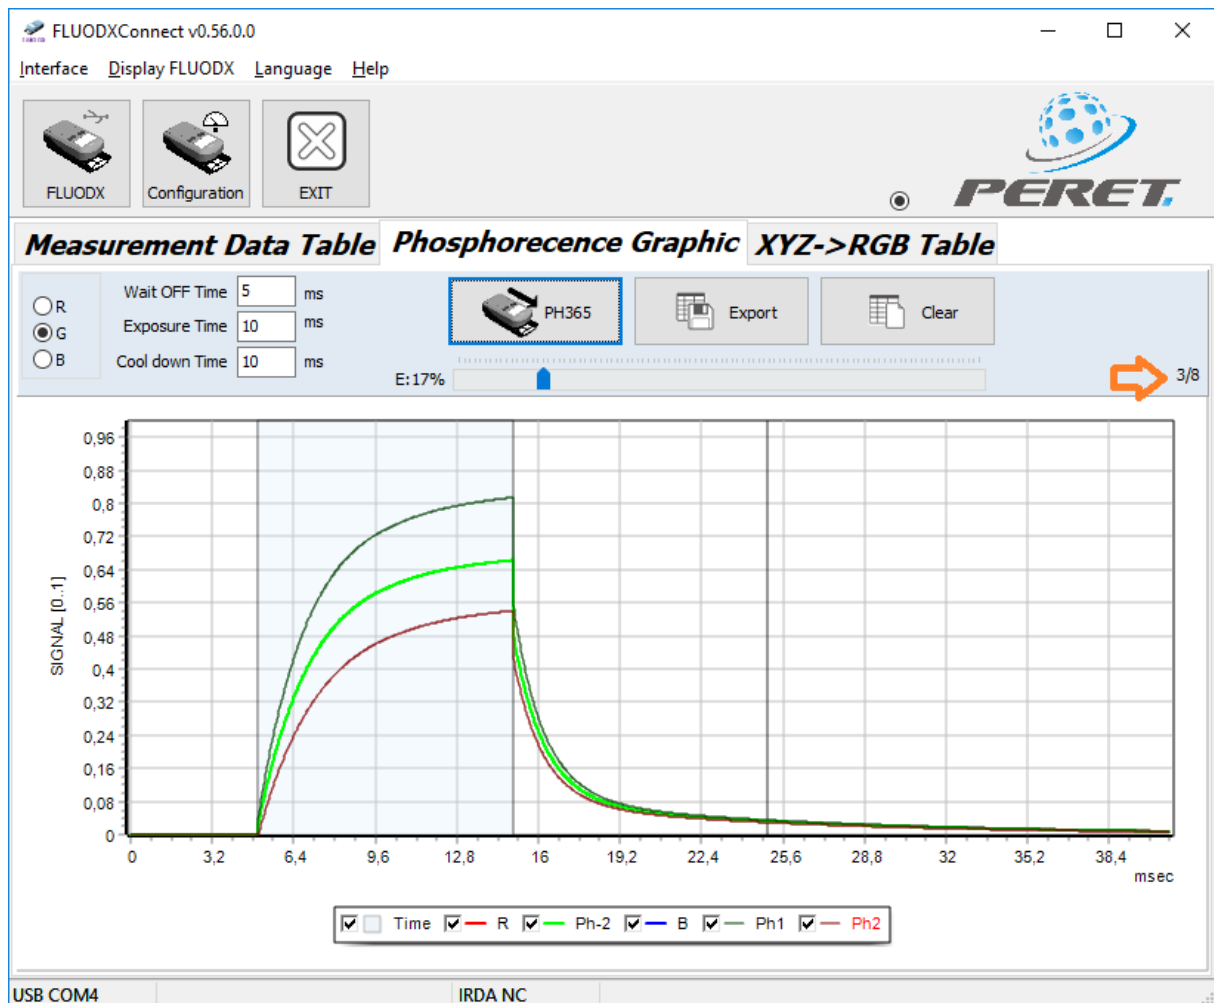 FLUODXConnect v0.56.0.0
Interface Display FLUODX Language Help
FLUODX Configuration EXIT
PERET
Measurement Data Table Phosphorecence Graphic XYZ->RGB Table
R
G
B
Wait OFF Time 5 ms
Exposure Time 10 ms
Cool down Time 10 ms
PH365 Export Clear
E:17%
3/8
SIGNAL [0..1]
0,96
0,88
0,8
0,72
0,64
0,56
0,48
0,4
0,32
0,24
0,16
0,08
0
0 3,2 6,4 9,6 12,8 16 19,2 22,4 25,6 28,8 32 35,2 38,4
msec
Time R Ph-2 B Ph1 Ph2
USB COM4 IRDA NC